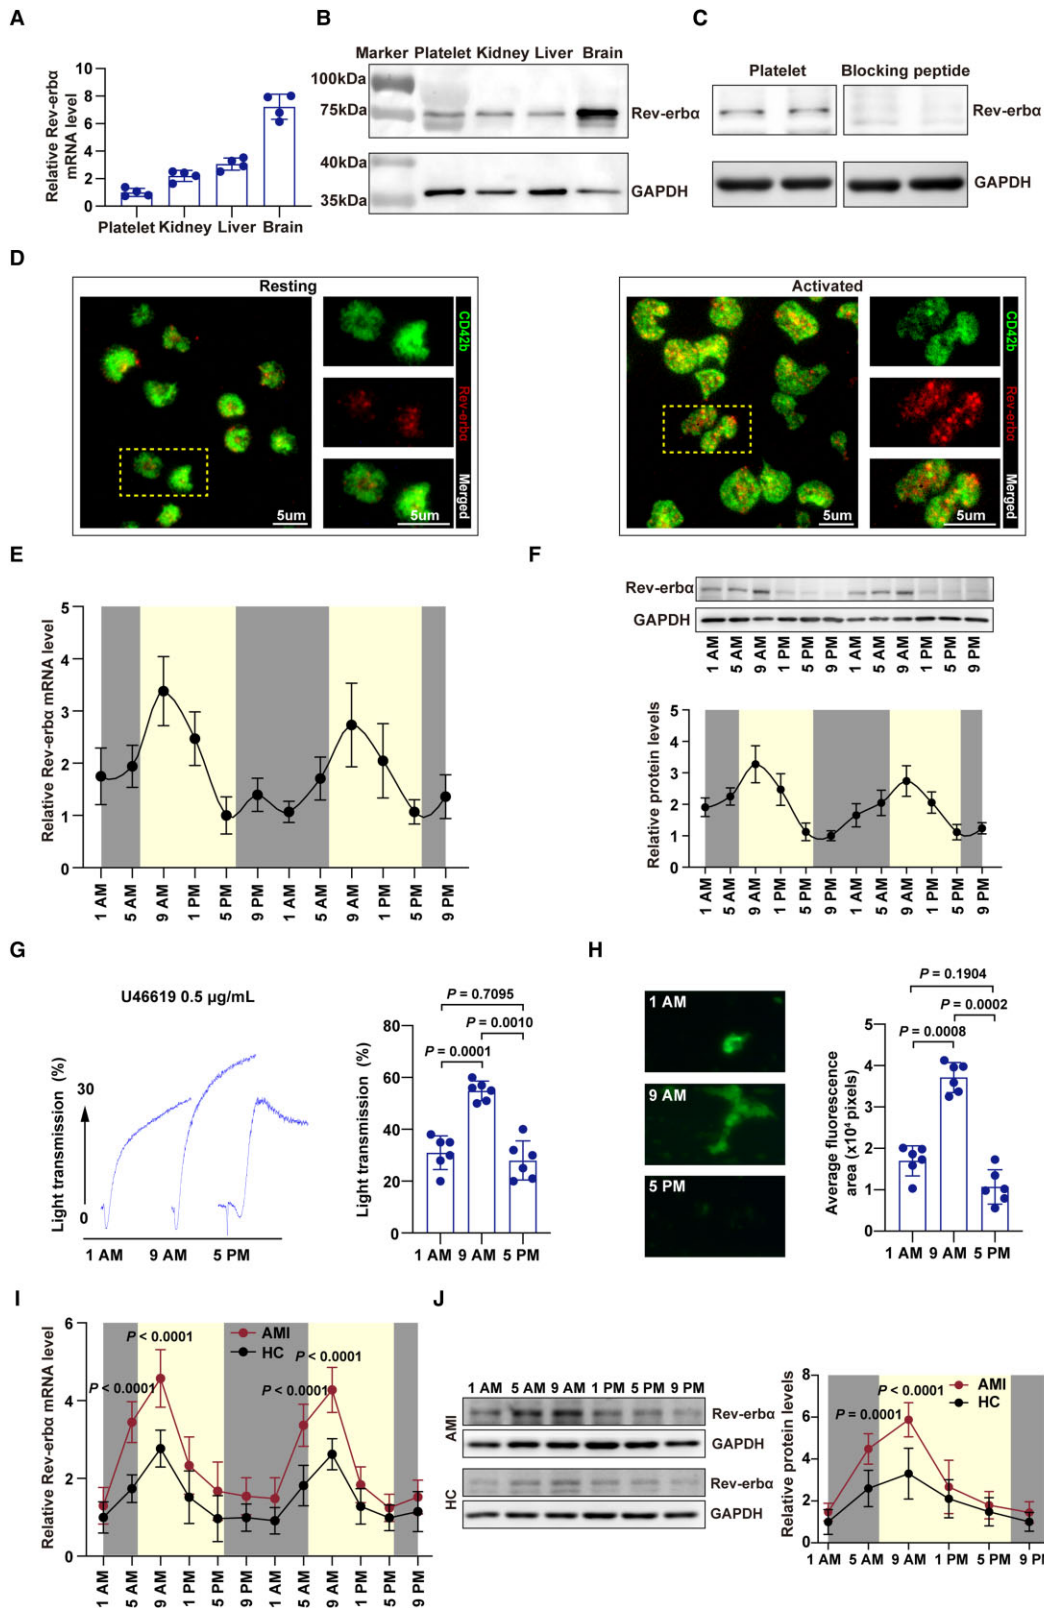 A
B
C
Relative Rev-erbα
mRNA level
10
8
6
4
2
0
Platelet Kidney Liver Brain
Marker Platelet Kidney Liver Brain
100kDa
75kDa
Rev-erbα
40kDa
35kDa
GAPDH
Platelet Blocking peptide
Rev-erbα
GAPDH
D
Resting
CD42b
Rev-erbα
Merged
5um
5um
Activated
CD42b
Rev-erbα
Merged
5um
5um
E
Relative Rev-erbα mRNA level
5
4
3
2
1
0
1 AM 5 AM 9 AM 1 PM 5 PM 9 PM 1 AM 5 AM 9 AM 1 PM 5 PM 9 PM
F
Rev-erbα
GAPDH
1 AM 5 AM 9 AM 1 PM 5 PM 9 PM 1 AM 5 AM 9 AM 1 PM 5 PM 9 PM
Relative protein levels
5
4
3
2
1
0
1 AM 5 AM 9 AM 1 PM 5 PM 9 PM 1 AM 5 AM 9 AM 1 PM 5 PM 9 PM
G
U46619 0.5 µg/mL
Light transmission (%)
30
0
1 AM 9 AM 5 PM
Light transmission (%)
P = 0.7095
P = 0.0010
P = 0.0001
80
60
40
20
0
1 AM 9 AM 5 PM
H
1 AM
9 AM
5 PM
Average fluorescence
area (x10⁴ pixels)
P = 0.1904
P = 0.0002
P = 0.0008
5
4
3
2
1
0
1 AM 9 AM 5 PM
I
Relative Rev-erbα mRNA level
6
4
2
0
AMI
HC
P < 0.0001
P < 0.0001
P < 0.0001
P < 0.0001
1 AM 5 AM 9 AM 1 PM 5 PM 9 PM 1 AM 5 AM 9 AM 1 PM 5 PM 9 PM
J
1 AM 5 AM 9 AM 1 PM 5 PM 9 PM
AMI
Rev-erbα
GAPDH
HC
Rev-erbα
GAPDH
Relative protein levels
8
6
4
2
0
P < 0.0001
AMI
HC
P = 0.0001
1 AM 5 AM 9 AM 1 PM 5 PM 9 PM